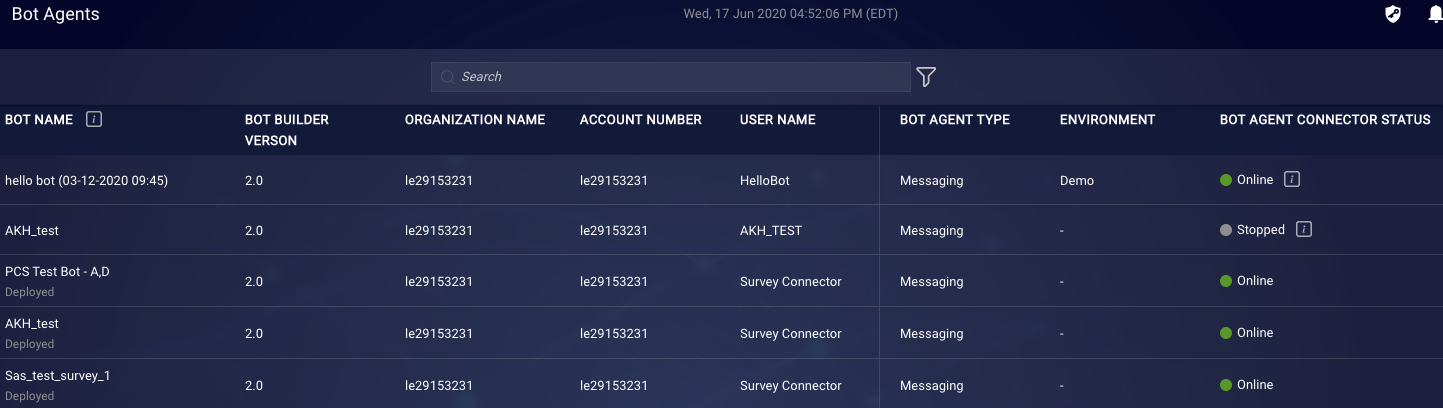 Bot Agents
Wed, 17 Jun 2020 04:52:06 PM (EDT)
Search
BOT NAME i BOT BUILDER VERSON ORGANIZATION NAME ACCOUNT NUMBER USER NAME BOT AGENT TYPE ENVIRONMENT BOT AGENT CONNECTOR STATUS
hello bot (03-12-2020 09:45) 2.0 le29153231 le29153231 HelloBot Messaging Demo Online i
AKH_test 2.0 le29153231 le29153231 AKH_TEST Messaging - Stopped i
PCS Test Bot - A,D 2.0 le29153231 le29153231 Survey Connector Messaging - Online
Deployed
AKH_test 2.0 le29153231 le29153231 Survey Connector Messaging - Online
Deployed
Sas_test_survey_1 2.0 le29153231 le29153231 Survey Connector Messaging - Online
Deployed